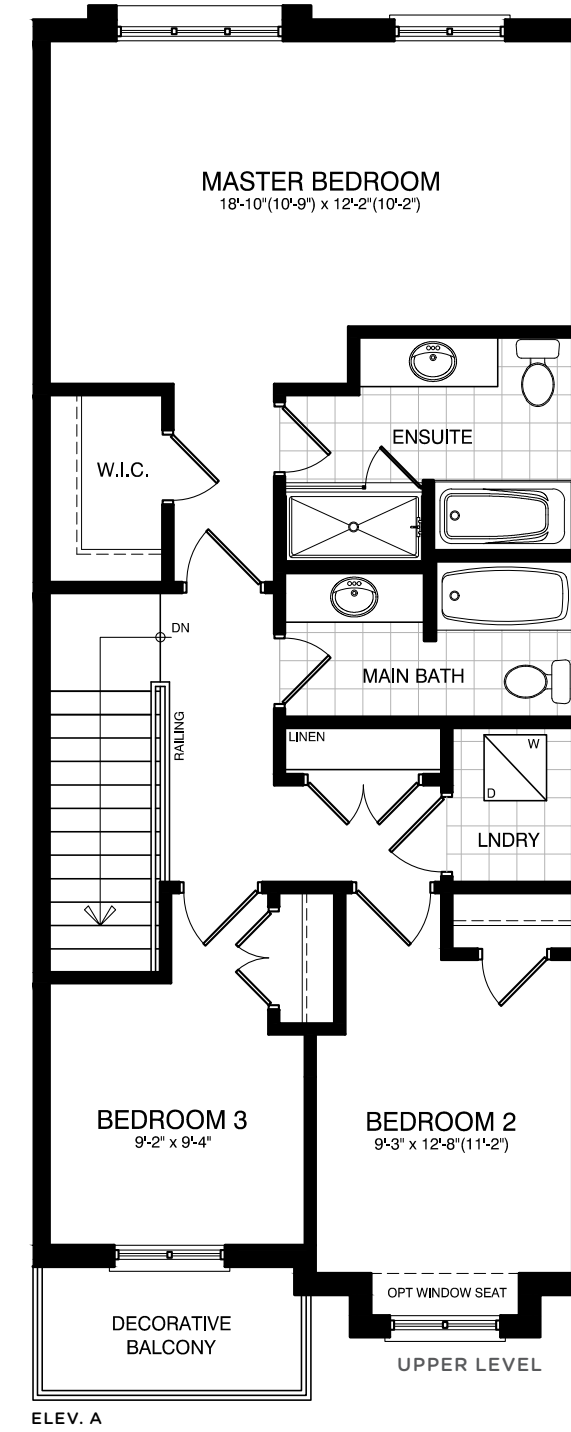 MASTER BEDROOM
18'-10"(10'-9") x 12'-2"(10'-2")
ENSUITE
W.I.C.
DN
MAIN BATH
RAILING
LINEN
W
D
LNDRY
BEDROOM 3
9'-2" x 9'-4"
BEDROOM 2
9'-3" x 12'-8"(11'-2")
OPT WINDOW SEAT
DECORATIVE
BALCONY
UPPER LEVEL
ELEV. A